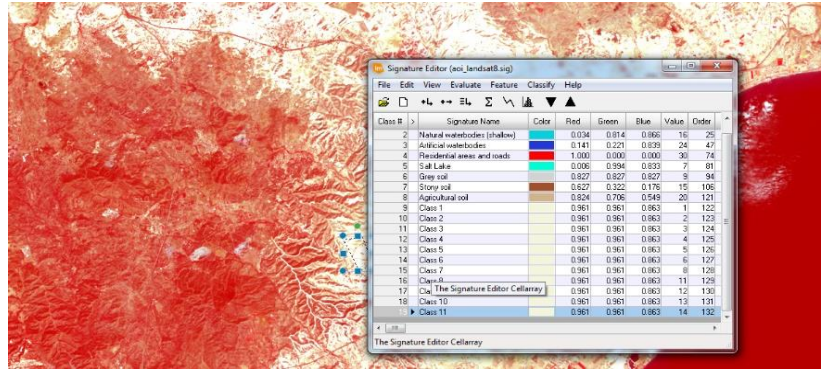 Signature Editor (aoi_landsat8.sig)
File Edit View Evaluate Feature Classify Help
Class # > Signature Name Color Red Green Blue Value Order
2 Natural waterbodies (shallow) 0.034 0.814 0.866 16 25
3 Artificial waterbodies 0.141 0.221 0.839 24 47
4 Residential areas and roads 1.000 0.000 0.000 30 74
5 Salt Lake 0.006 0.994 0.833 7 81
6 Grey soil 0.827 0.827 0.827 9 94
7 Stony soil 0.627 0.322 0.176 15 106
8 Agricultural soil 0.824 0.706 0.549 20 121
9 Class 1 0.961 0.961 0.863 1 122
10 Class 2 0.961 0.961 0.863 2 123
11 Class 3 0.961 0.961 0.863 3 124
12 Class 4 0.961 0.961 0.863 4 125
13 Class 5 0.961 0.961 0.863 5 126
14 Class 6 0.961 0.961 0.863 6 127
15 Class 7 0.961 0.961 0.863 8 128
16 0.961 0.961 0.863 11 129
17 Cla The Signature Editor Cellarray 0.961 0.961 0.863 12 130
18 Class 10 0.961 0.961 0.863 13 131
Class 11 0.961 0.961 0.863 14 132
The Signature Editor Cellarray